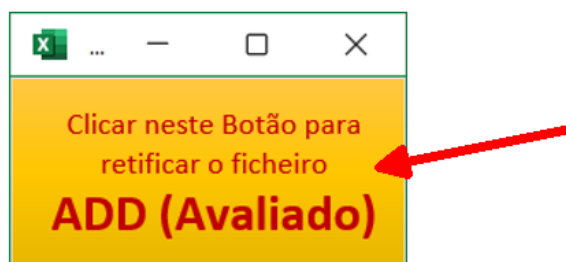 ...
Clicar neste Botão para
retificar o ficheiro
ADD (Avaliado)